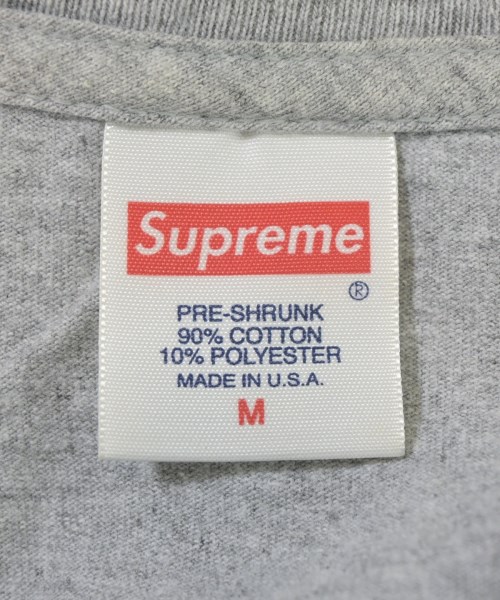 Supreme
®
PRE-SHRUNK
90% COTTON
10% POLYESTER
MADE IN U.S.A.
M